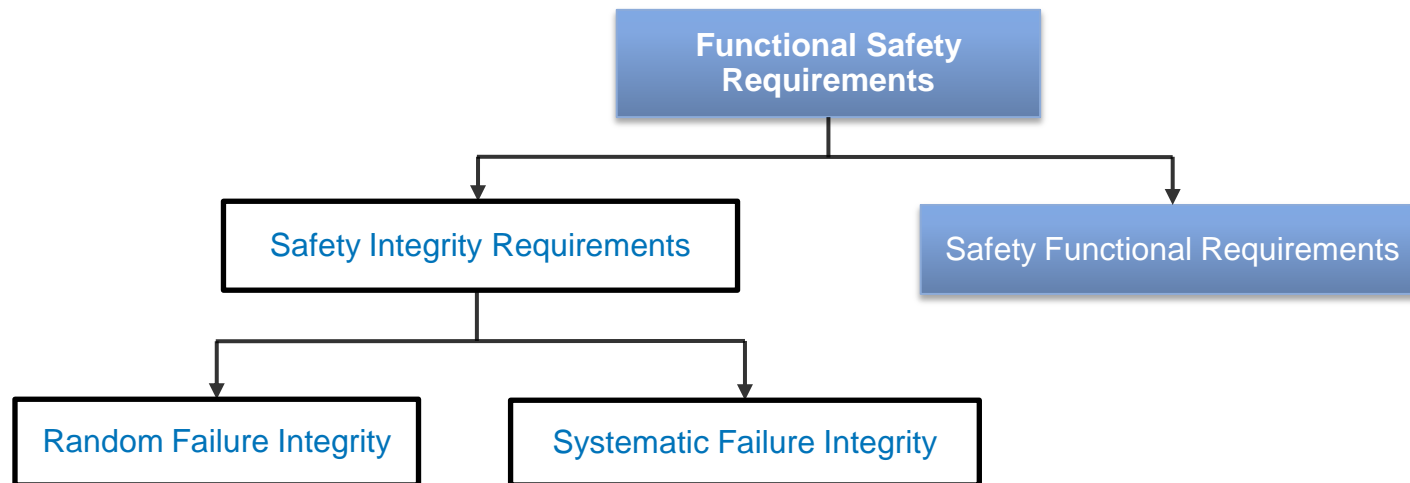 Functional Safety
Requirements
Safety Integrity Requirements
Safety Functional Requirements
Random Failure Integrity
Systematic Failure Integrity